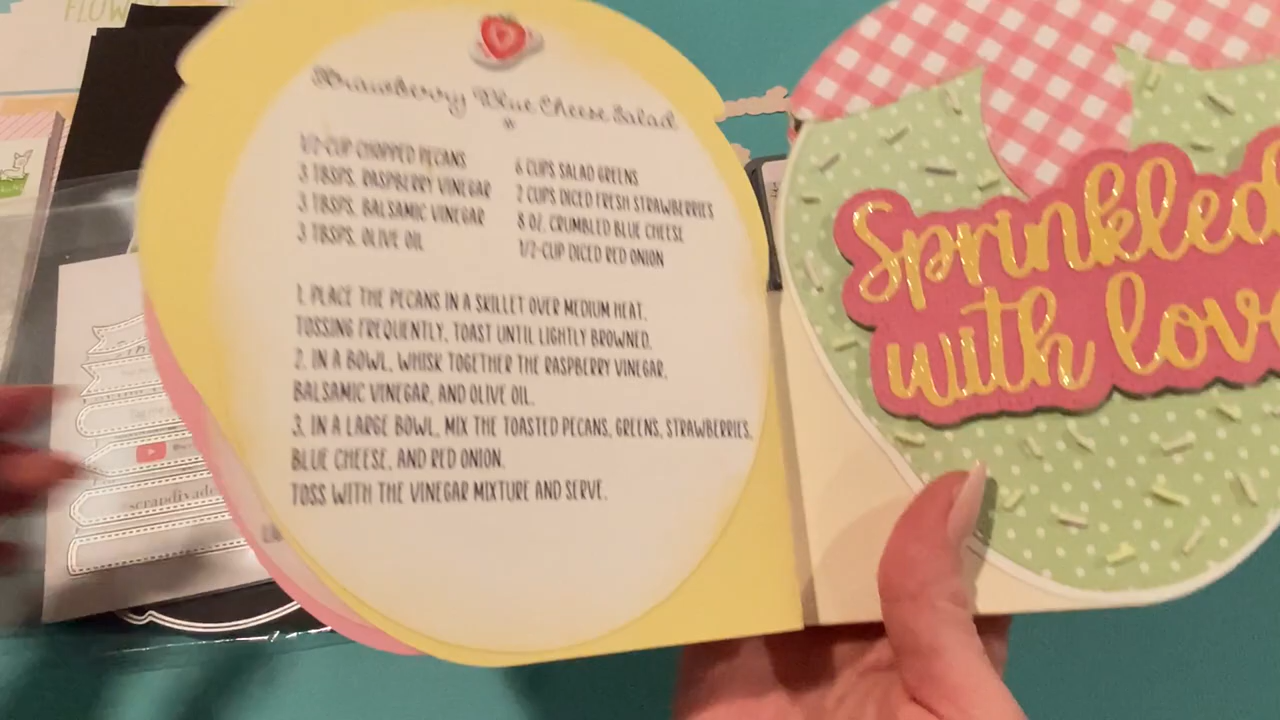 FLOW
Strawberry Blue Cheese Salad
1/2-CUP CHOPPED PECANS
3 TBSPS. RASPBERRY VINEGAR
3 TBSPS. BALSAMIC VINEGAR
3 TBSPS. OLIVE OIL
6 CUPS SALAD GREENS
2 CUPS DICED FRESH STRAWBERRIES
8 OZ. CRUMBLED BLUE CHEESE
1/2-CUP DICED RED ONION
1. PLACE THE PECANS IN A SKILLET OVER MEDIUM HEAT,
TOSSING FREQUENTLY, TOAST UNTIL LIGHTLY BROWNED.
2. IN A BOWL, WHISK TOGETHER THE RASPBERRY VINEGAR,
BALSAMIC VINEGAR, AND OLIVE OIL.
3. IN A LARGE BOWL, MIX THE TOASTED PECANS, GREENS, STRAWBERRIES,
BLUE CHEESE, AND RED ONION.
TOSS WITH THE VINEGAR MIXTURE AND SERVE.
Sprinkled
with love